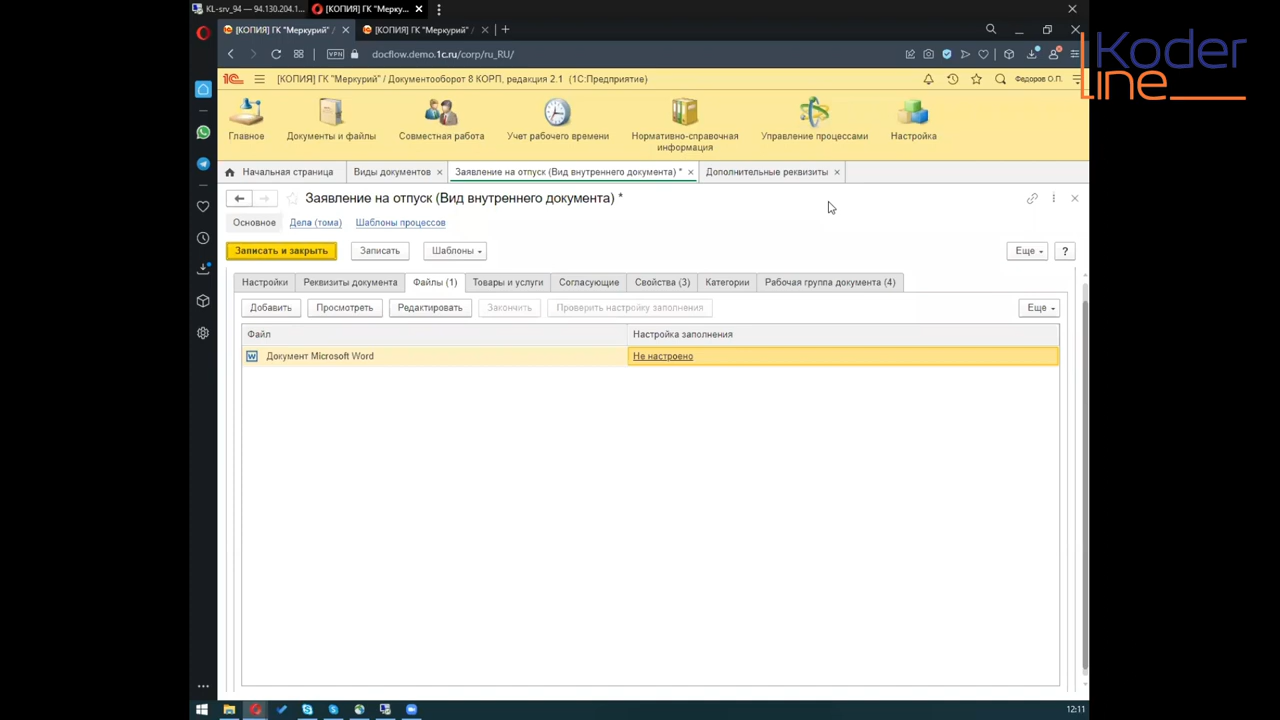 KL-srv_94 — 94.130.204.1...
[КОПИЯ] ГК "Мерку...
[КОПИЯ] ГК "Меркурий" /
[КОПИЯ] ГК "Меркурий" /
VPN
docflow.demo.1c.ru/corp/ru_RU/
Koder
Line
[КОПИЯ] ГК "Меркурий" / Документооборот 8 КОРП, редакция 2.1 (1С:Предприятие)
Федоров О.П.
Главное
Документы и файлы
Совместная работа
Учет рабочего времени
Нормативно-справочная
информация
Управление процессами
Настройка
Начальная страница
Виды документов ×
Заявление на отпуск (Вид внутреннего документа) * ×
Дополнительные реквизиты ×
Заявление на отпуск (Вид внутреннего документа) *
Основное
Дела (тома)
Шаблоны процессов
Записать и закрыть
Записать
Шаблоны
Еще
?
Настройки
Реквизиты документа
Файлы (1)
Товары и услуги
Согласующие
Свойства (3)
Категории
Рабочая группа документа (4)
Добавить
Просмотреть
Редактировать
Закончить
Проверить настройку заполнения
Еще
Файл
Настройка заполнения
Документ Microsoft Word
Не настроено
12:11